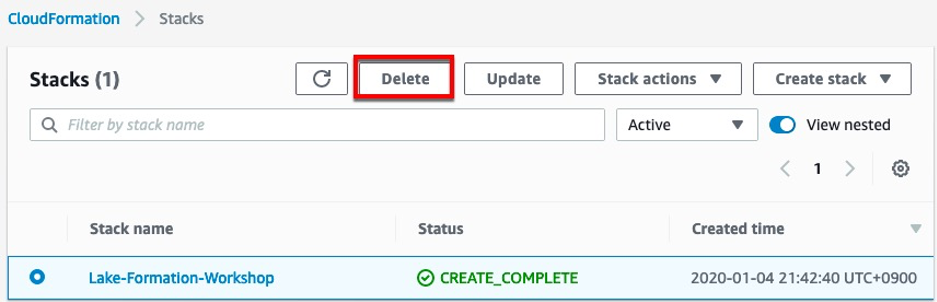 CloudFormation > Stacks
Stacks (1) Delete Update Stack actions Create stack
Filter by stack name Active View nested
1
Stack name Status Created time
Lake-Formation-Workshop CREATE_COMPLETE 2020-01-04 21:42:40 UTC+0900